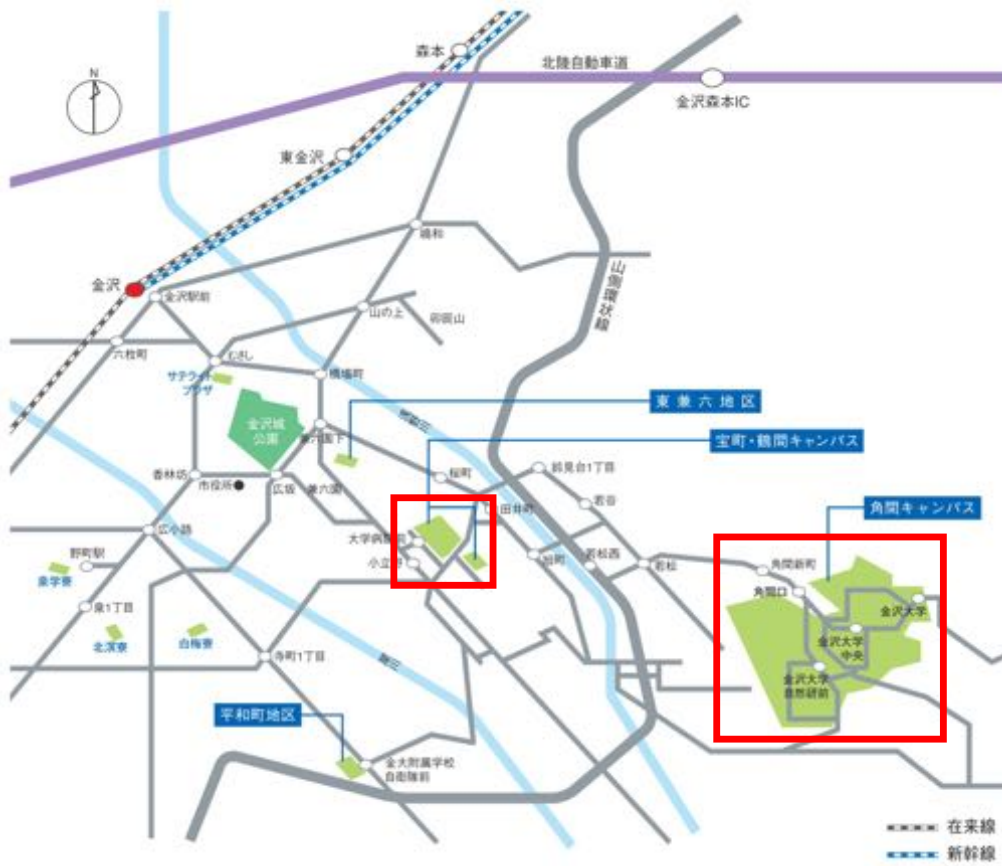 森本
北陸自動車道
金沢森本IC
N
東金沢
鳴和
山側環状線
金沢
金沢駅前
山の上
卯辰山
六枚町
むさし
サテライト
プラザ
橋場町
東兼六地区
金沢城
公園
兼六園下
宝町・鶴間キャンパス
香林坊
市役所
広坂
兼六園
桜町
鈴見台1丁目
若谷
角間キャンパス
広小路
大学病院前
田井町
野町駅
小立野
旭町
若松西
若松
角間新町
泉学寮
角間口
泉1丁目
金沢大学
北溟寮
白梅寮
金沢大学
中央
寺町1丁目
金沢大学
自然研前
平和町地区
金大附属学校
自衛隊前
在来線
新幹線